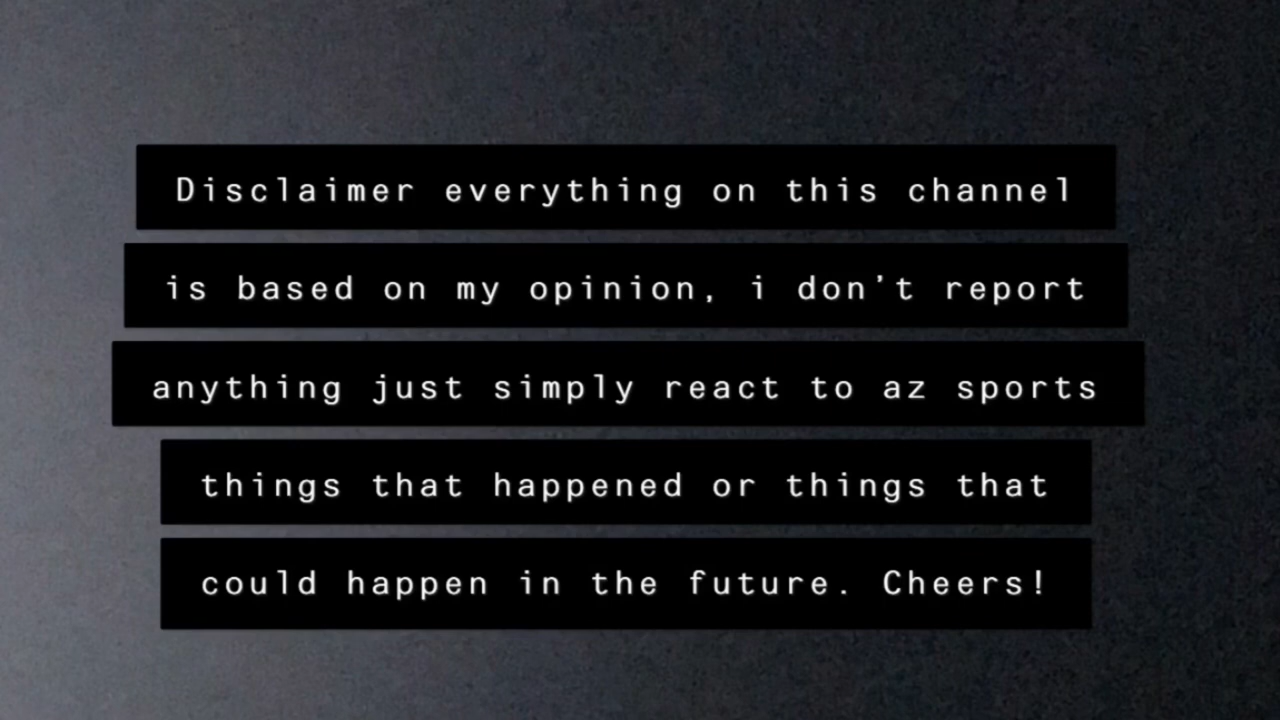 Disclaimer everything on this channel
is based on my opinion, i don't report
anything just simply react to az sports
things that happened or things that
could happen in the future. Cheers!